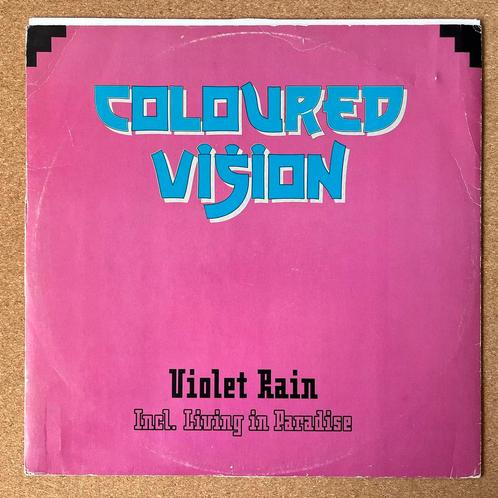 COLOURED
VISION
Violet Rain
Incl. Living in Paradise